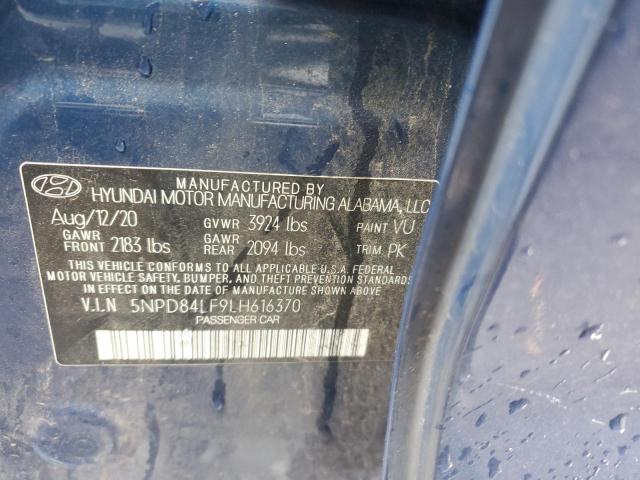 MANUFACTURED BY
HYUNDAI MOTOR MANUFACTURING ALABAMA, LLC
Aug/12/20 GVWR 3924 lbs PAINT VU
GAWR FRONT 2183 lbs GAWR REAR 2094 lbs TRIM PK
THIS VEHICLE CONFORMS TO ALL APPLICABLE U.S.A. FEDERAL
MOTOR VEHICLE SAFETY, BUMPER, AND THEFT PREVENTION STANDARDS
IN EFFECT ON THE DATE OF MANUFACTURE SHOWN ABOVE.
V.I.N 5NPD84LF9LH616370
PASSENGER CAR